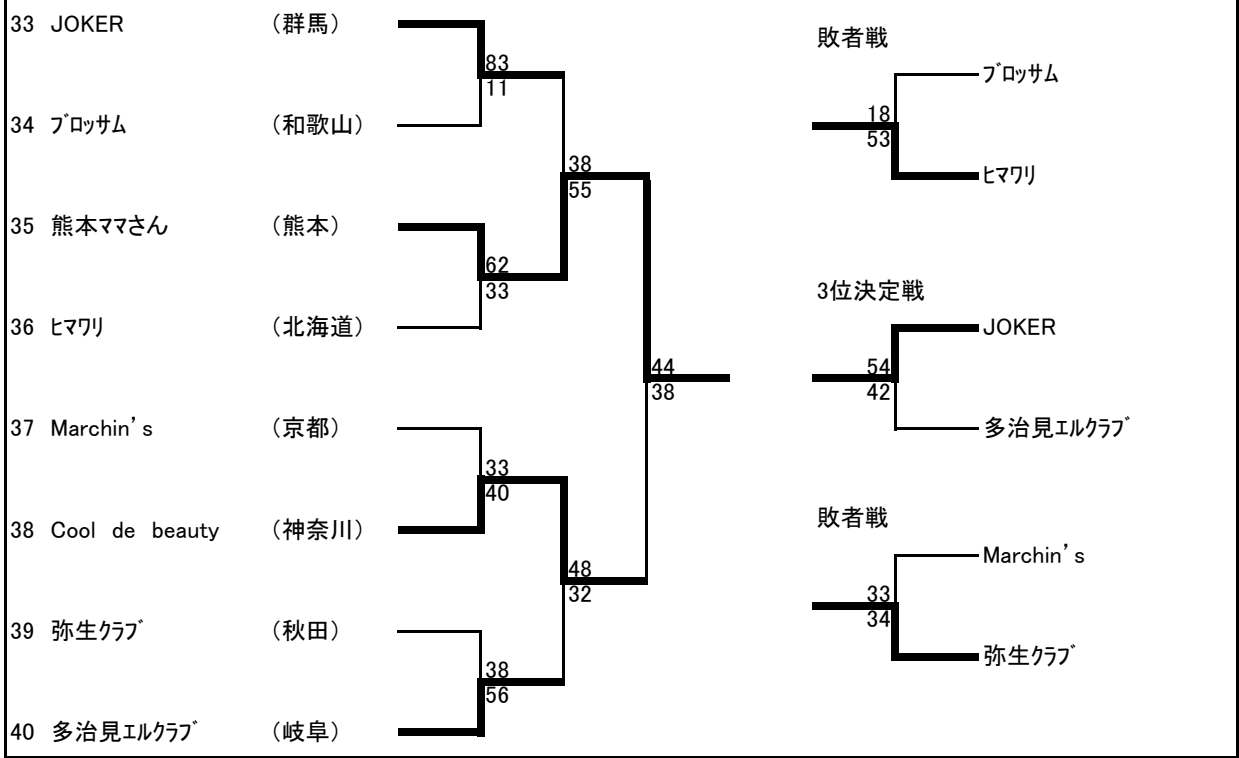 33 JOKER （群馬）
83
11
34 ﾌﾞﾛｯｻﾑ （和歌山）
38
55
35 熊本ママさん （熊本）
62
33
36 ﾋﾏﾜﾘ （北海道）
44
38
37 Marchin’s （京都）
33
40
38 Cool de beauty （神奈川）
48
32
39 弥生ｸﾗﾌﾞ （秋田）
38
56
40 多治見ｴﾙｸﾗﾌﾞ （岐阜）
敗者戦
ﾌﾞﾛｯｻﾑ
18
53
ﾋﾏﾜﾘ
3位決定戦
JOKER
54
42
多治見ｴﾙｸﾗﾌﾞ
敗者戦
Marchin’s
33
34
弥生ｸﾗﾌﾞ